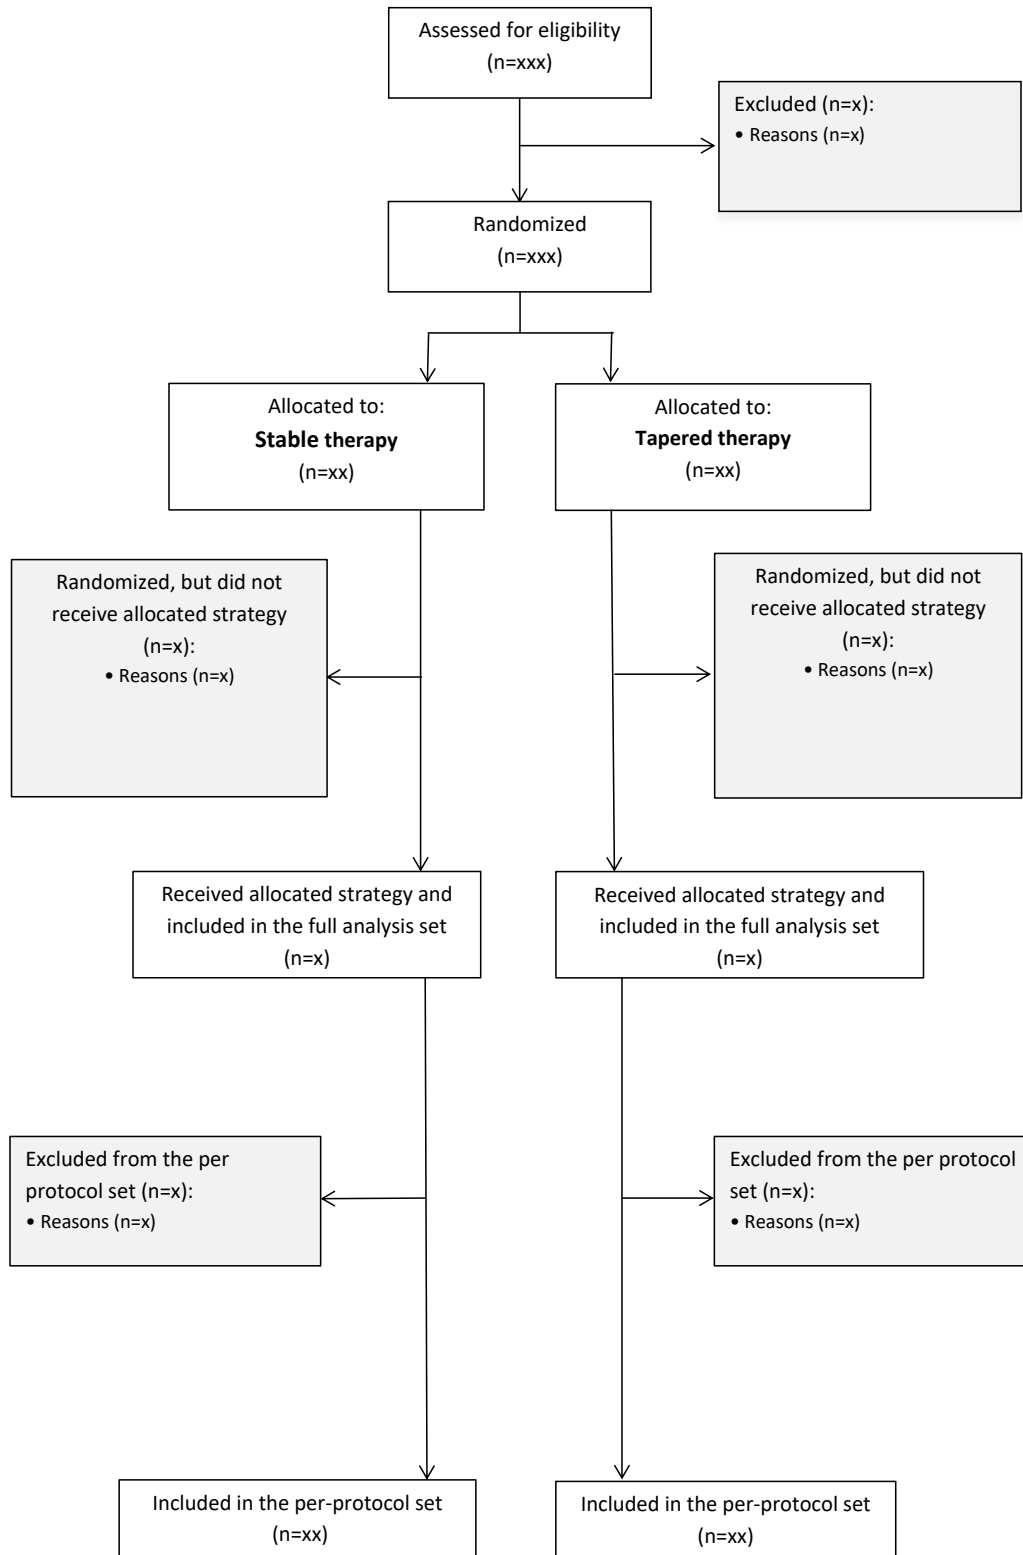 Assessed for eligibility
(n=xxx)
Excluded (n=x):
• Reasons (n=x)
Randomized
(n=xxx)
Allocated to:
Stable therapy
(n=xx)
Allocated to:
Tapered therapy
(n=xx)
Randomized, but did not
receive allocated strategy
(n=x):
• Reasons (n=x)
Randomized, but did not
receive allocated strategy
(n=x):
• Reasons (n=x)
Received allocated strategy and
included in the full analysis set
(n=x)
Received allocated strategy and
included in the full analysis set
(n=x)
Excluded from the per
protocol set (n=x):
• Reasons (n=x)
Excluded from the per protocol
set (n=x):
• Reasons (n=x)
Included in the per-protocol set
(n=xx)
Included in the per-protocol set
(n=xx)